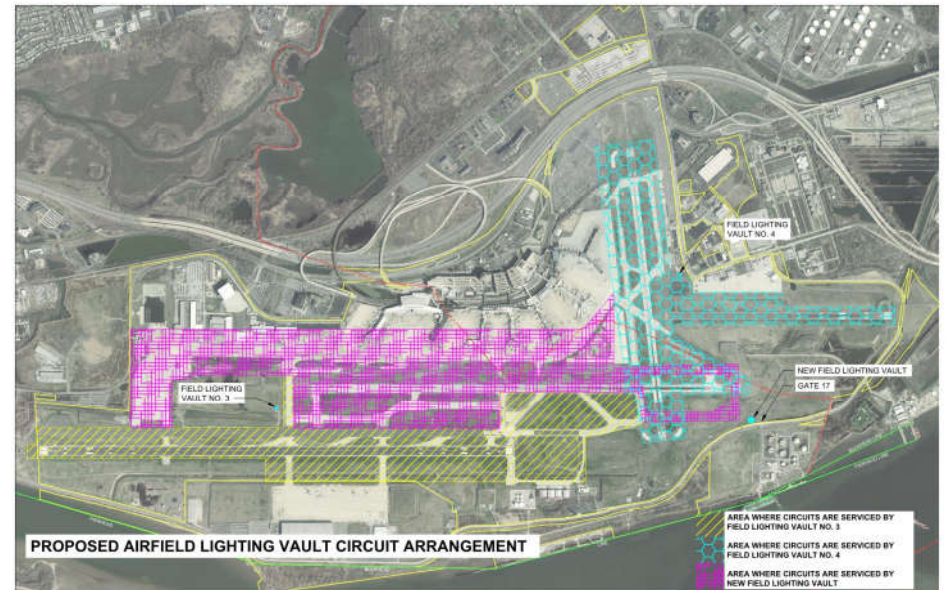 FIELD LIGHTING
VAULT NO. 4
NEW FIELD LIGHTING VAULT
GATE 17
FIELD LIGHTING
VAULT NO. 3
PROPOSED AIRFIELD LIGHTING VAULT CIRCUIT ARRANGEMENT
AREA WHERE CIRCUITS ARE SERVICED BY
FIELD LIGHTING VAULT NO. 3
AREA WHERE CIRCUITS ARE SERVICED BY
FIELD LIGHTING VAULT NO. 4
AREA WHERE CIRCUITS ARE SERVICED BY
NEW FIELD LIGHTING VAULT